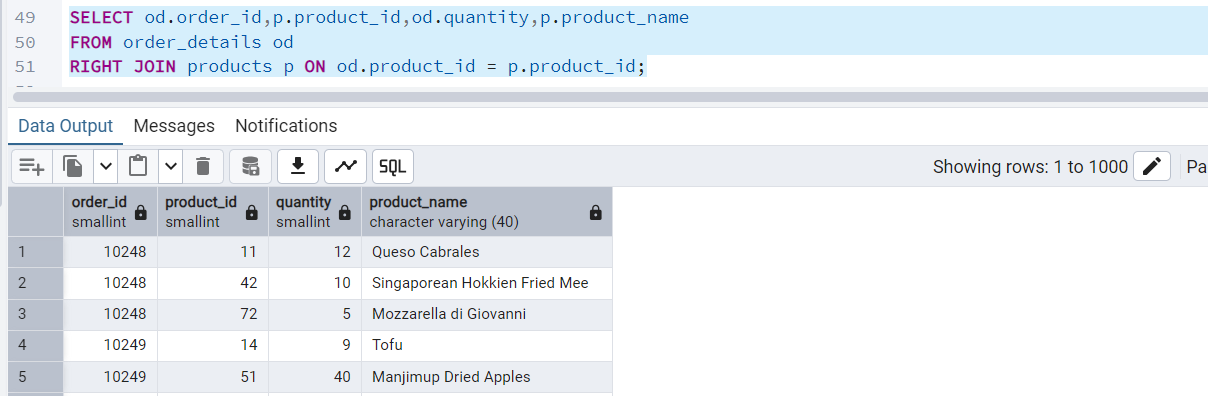 49 SELECT od.order_id,p.product_id,od.quantity,p.product_name
50 FROM order_details od
51 RIGHT JOIN products p ON od.product_id = p.product_id;
Data Output Messages Notifications
SQL Showing rows: 1 to 1000 Pa
order_id product_id quantity product_name
smallint smallint smallint character varying (40)
1 10248 11 12 Queso Cabrales
2 10248 42 10 Singaporean Hokkien Fried Mee
3 10248 72 5 Mozzarella di Giovanni
4 10249 14 9 Tofu
5 10249 51 40 Manjimup Dried Apples